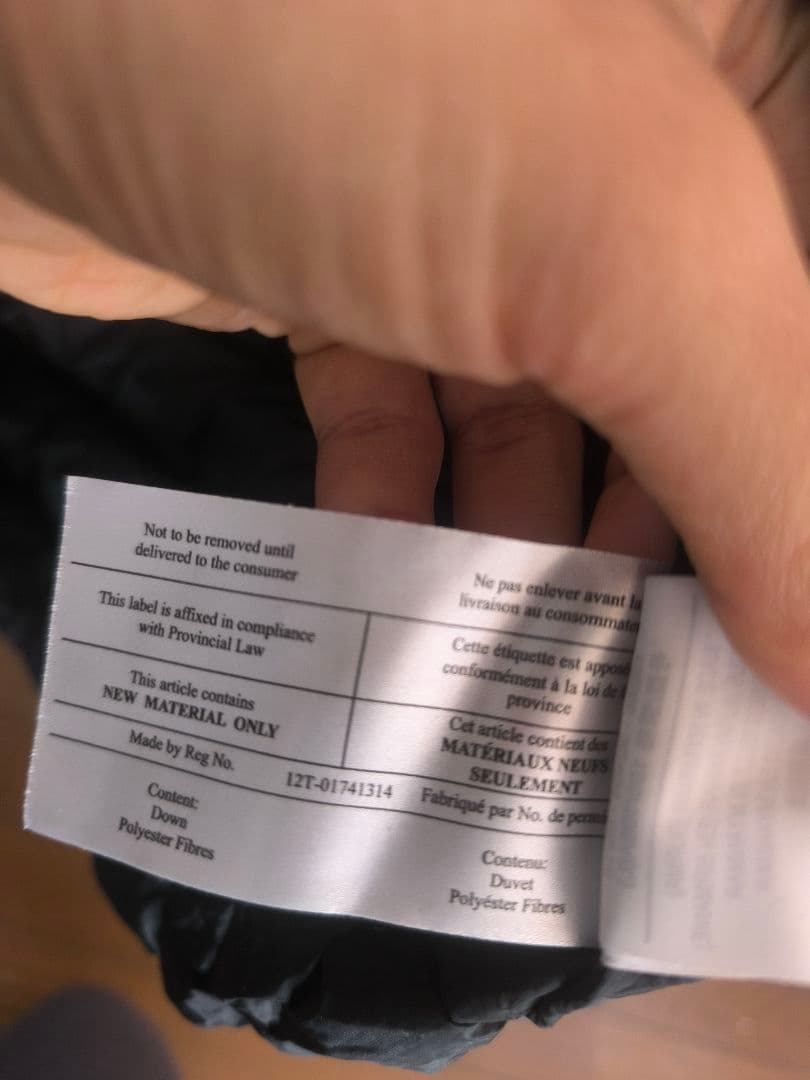 Not to be removed until
delivered to the consumer
Ne pas enlever avant la
livraison au
This label is affixed in compliance
with Provincial Law
Cette étiquette est
conformément à la loi de
province
This article contains
NEW MATERIAL ONLY
Cet article contient des
MATÉRIAUX NEUFS
SEULEMENT
Made by Reg No.
12T-01741314
Fabriqué par No. de
Content:
Down
Polyester Fibres
Contenu:
Duvet
Polyéster Fibres